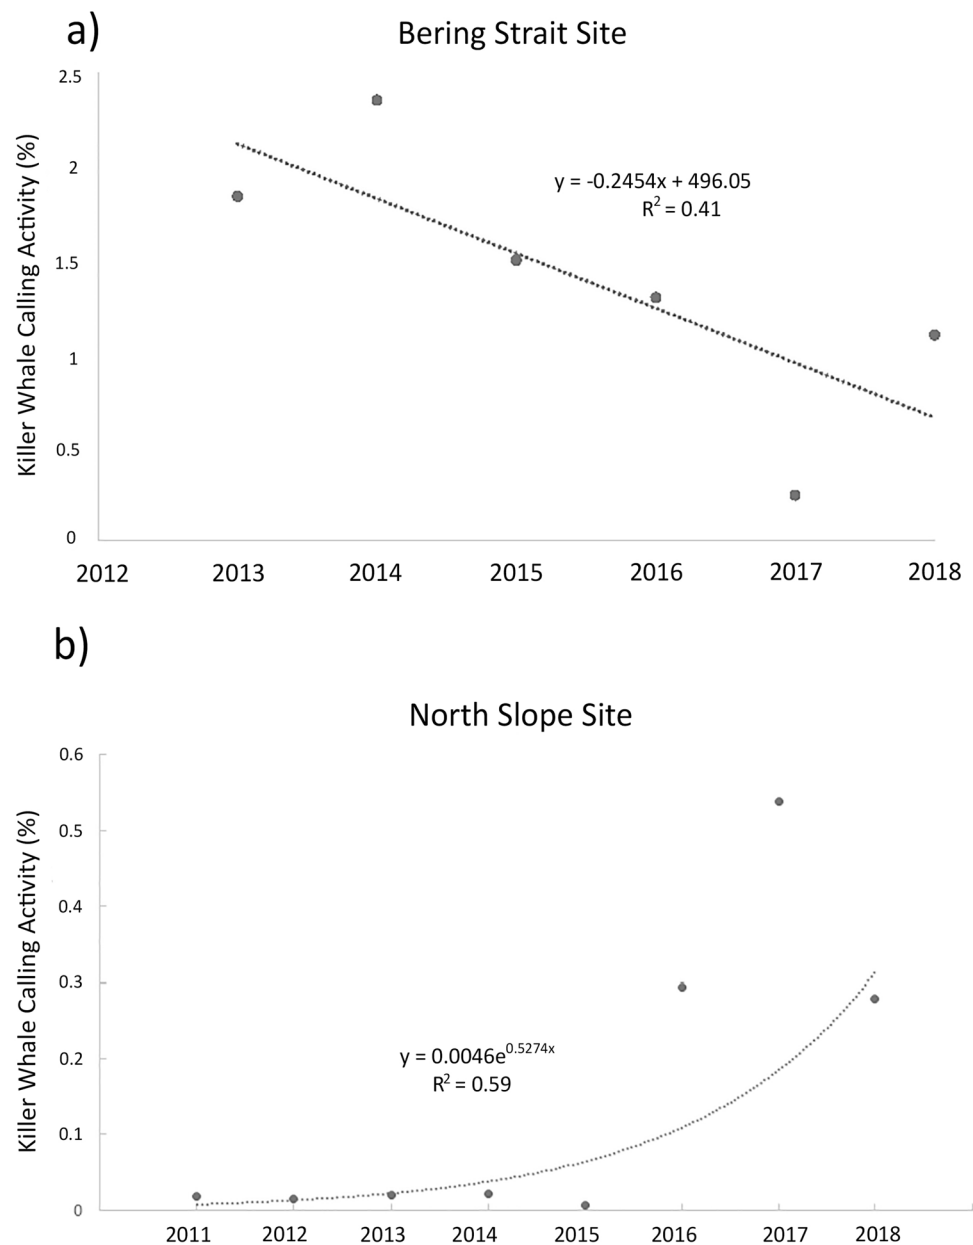 a)
Bering Strait Site
Killer Whale Calling Activity (%)
2.5
2
1.5
1
0.5
0
y = -0.2454x + 496.05
R² = 0.41
2012 2013 2014 2015 2016 2017 2018
b)
North Slope Site
Killer Whale Calling Activity (%)
0.6
0.5
0.4
0.3
0.2
0.1
0
y = 0.0046e^0.5274x
R² = 0.59
2011 2012 2013 2014 2015 2016 2017 2018